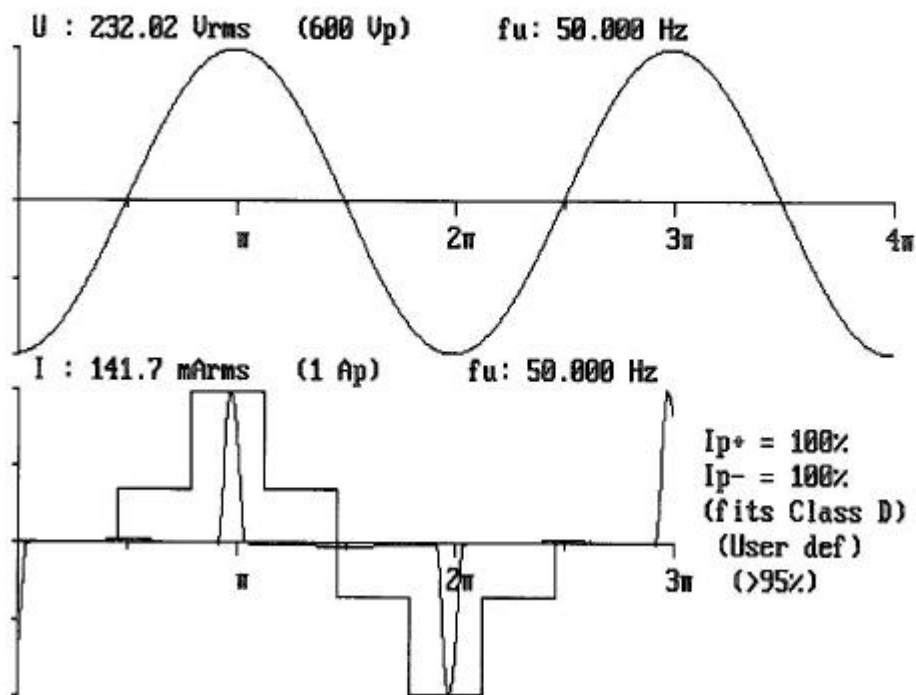 U : 232.02 Vrms (600 Vp) fu: 50.000 Hz
π 2π 3π 4π
I : 141.7 mArms (1 Ap) fu: 50.000 Hz
Ip+ = 100%
Ip- = 100%
(fits Class D)
(User def)
(>95%)
π 2π 3π